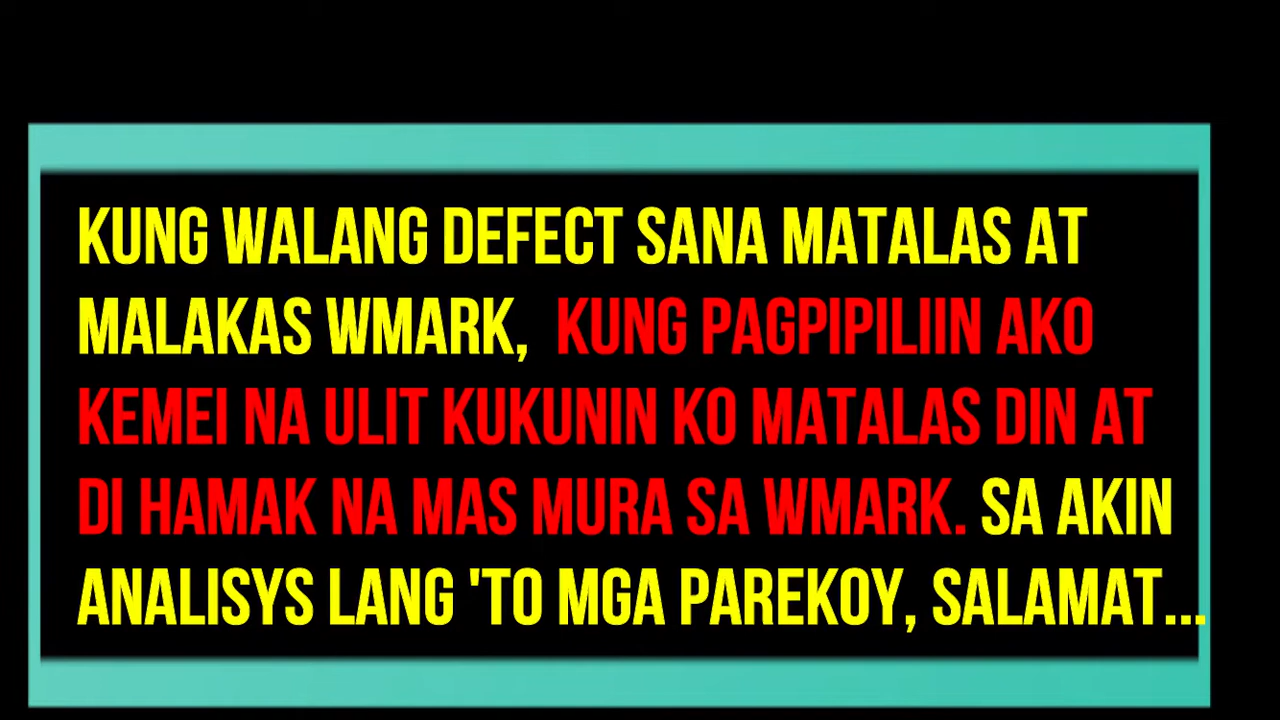 KUNG WALANG DEFECT SANA MATALAS AT
MALAKAS WMARK, KUNG PAGPIPILIIN AKO
KEMEI NA ULIT KUKUNIN KO MATALAS DIN AT
DI HAMAK NA MAS MURA SA WMARK. SA AKIN
ANALISYS LANG 'TO MGA PAREKOY, SALAMAT...